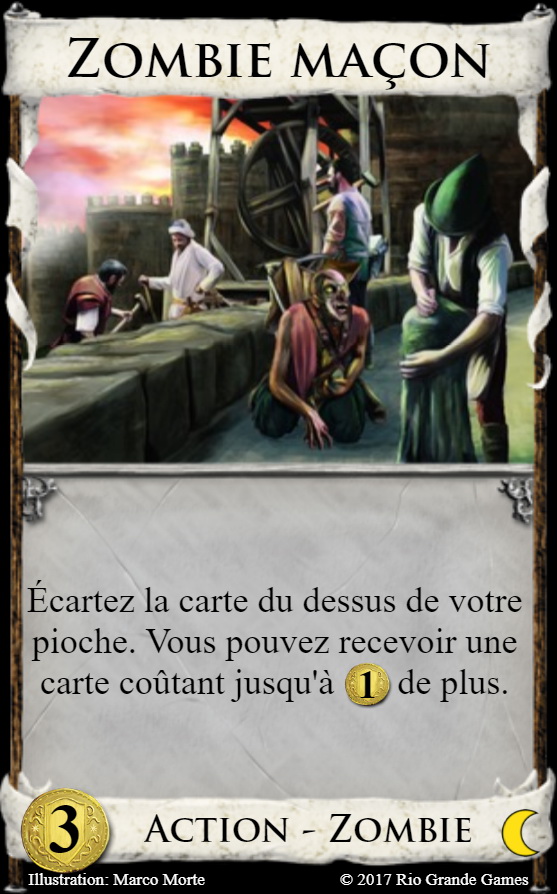 Zombie maçon
Écartez la carte du dessus de votre
pioche. Vous pouvez recevoir une
carte coûtant jusqu'à 1 de plus.
3 Action - Zombie
Illustration: Marco Morte © 2017 Rio Grande Games